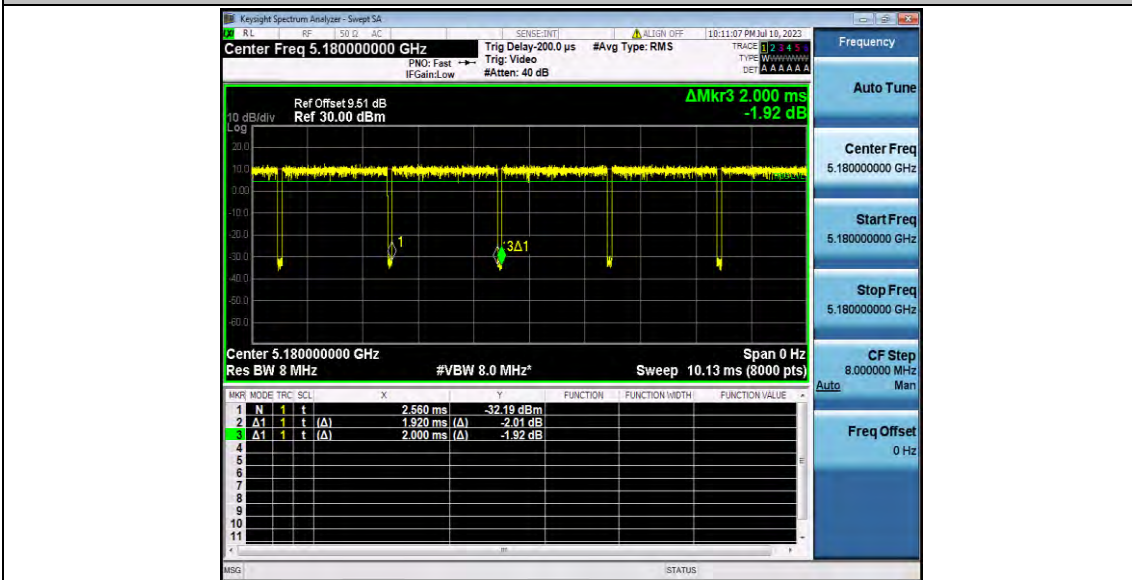 Keysight Spectrum Analyzer - Swept SA
RL RF 50 Ω AC SENSE:INT ALIGN OFF 10:11:07 PM Jul 10, 2023
Center Freq 5.180000000 GHz
Trig Delay-200.0 µs #Avg Type: RMS
TRACE 1 2 3 4 5 6
PNO: Fast Trig: Video
TYPE WWWWWW
IFGain:Low #Atten: 40 dB
DET A A A A A A
Frequency
Auto Tune
Center Freq
5.180000000 GHz
Start Freq
5.180000000 GHz
Stop Freq
5.180000000 GHz
CF Step
8.000000 MHz
Auto Man
Freq Offset
0 Hz
ΔMkr3 2.000 ms
-1.92 dB
Ref Offset 9.51 dB
10 dB/div Ref 30.00 dBm
Log
20.0
10.0
0.00
-10.0
-20.0
-30.0
-40.0
-50.0
-60.0
1
3Δ1
Center 5.180000000 GHz Span 0 Hz
Res BW 8 MHz #VBW 8.0 MHz* Sweep 10.13 ms (8000 pts)
MKR MODE TRC SCL X Y FUNCTION FUNCTION WIDTH FUNCTION VALUE
1 N 1 t 2.560 ms -32.19 dBm
2 Δ1 1 t (Δ) 1.920 ms (Δ) -2.01 dB
3 Δ1 1 t (Δ) 2.000 ms (Δ) -1.92 dB
4
5
6
7
8
9
10
11
MSG STATUS